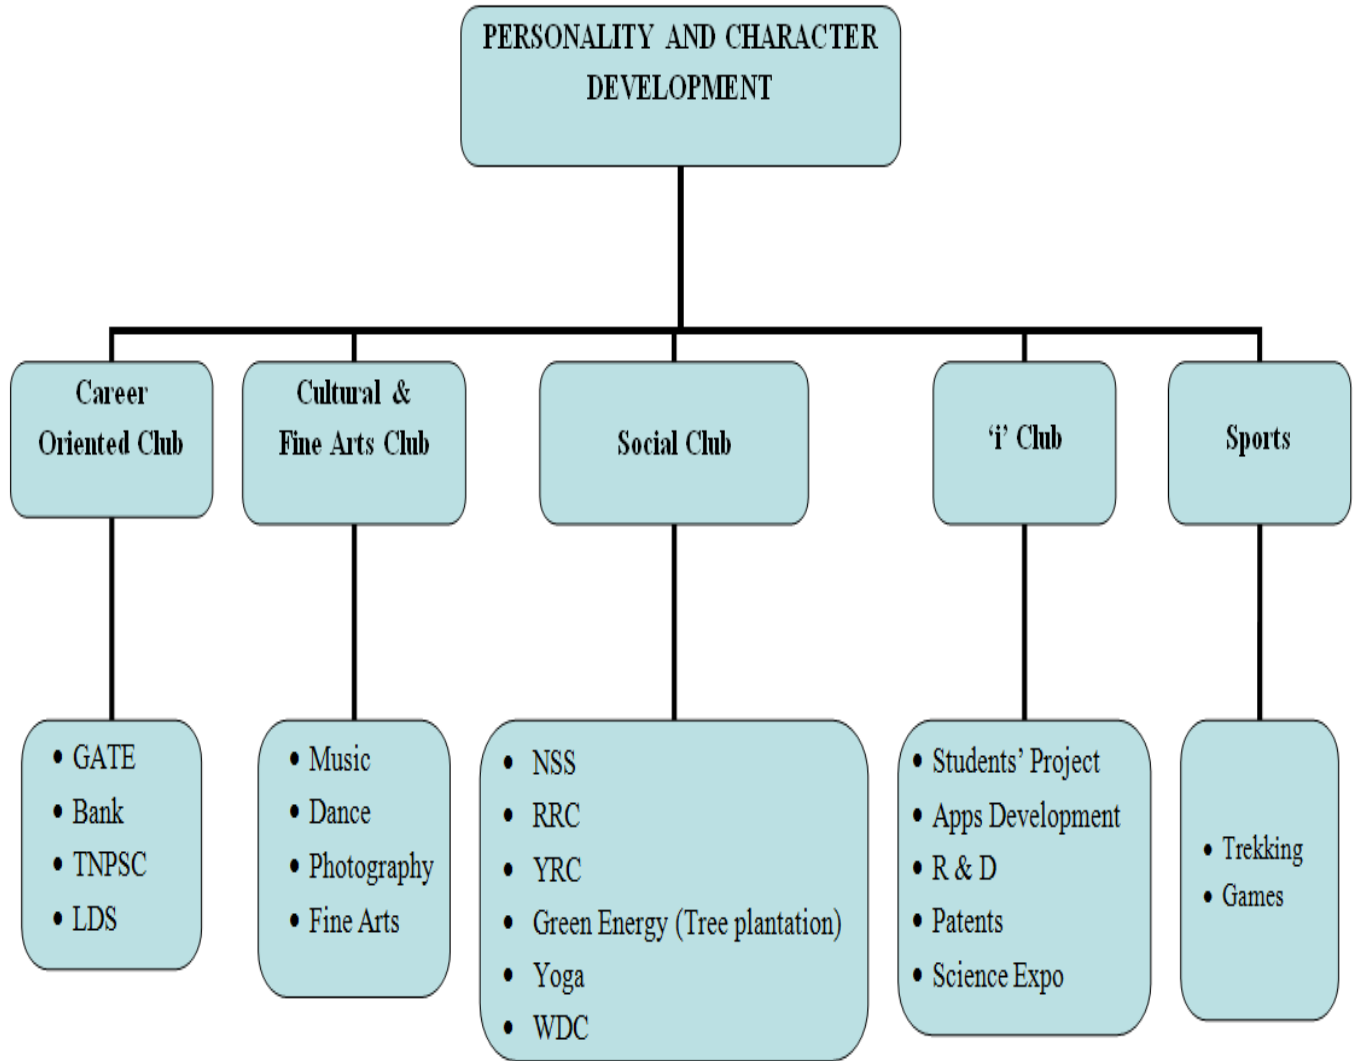 PERSONALITY AND CHARACTER
DEVELOPMENT
Career
Oriented Club
Cultural &
Fine Arts Club
Social Club
‘i’ Club
Sports
• GATE
• Bank
• TNPSC
• LDS
• Music
• Dance
• Photography
• Fine Arts
• NSS
• RRC
• YRC
• Green Energy (Tree plantation)
• Yoga
• WDC
• Students’ Project
• Apps Development
• R & D
• Patents
• Science Expo
• Trekking
• Games